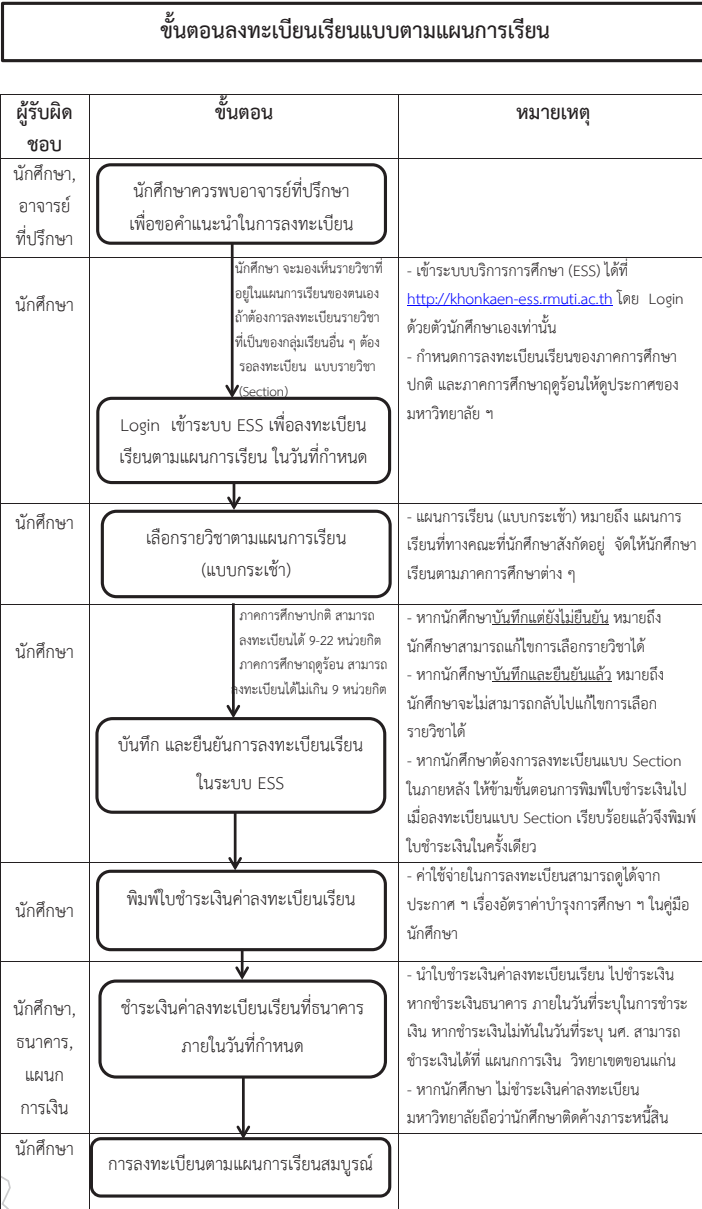 ขั้นตอนลงทะเบียนเรียนแบบตามแผนการเรียน
ผู้รับผิด
ชอบ
ขั้นตอน
หมายเหตุ
นักศึกษา,
อาจารย์
ที่ปรึกษา
นักศึกษาควรพบอาจารย์ที่ปรึกษา
เพื่อขอคำแนะนำในการลงทะเบียน
นักศึกษา
นักศึกษา จะมองเห็นรายวิชาที่
อยู่ในแผนการเรียนของตนเอง
ถ้าต้องการลงทะเบียนรายวิชา
ที่เป็นของกลุ่มเรียนอื่น ๆ ต้อง
รอลงทะเบียน แบบรายวิชา
(Section)
Login เข้าระบบ ESS เพื่อลงทะเบียน
เรียนตามแผนการเรียน ในวันที่กำหนด
- เข้าระบบบริการการศึกษา (ESS) ได้ที่
http://khonkaen-ess.rmuti.ac.th โดย Login
ด้วยตัวนักศึกษาเองเท่านั้น
- กำหนดการลงทะเบียนเรียนของภาคการศึกษา
ปกติ และภาคการศึกษาฤดูร้อนให้ดูประกาศของ
มหาวิทยาลัย ฯ
นักศึกษา
เลือกรายวิชาตามแผนการเรียน
(แบบกระเช้า)
- แผนการเรียน (แบบกระเช้า) หมายถึง แผนการ
เรียนที่ทางคณะที่นักศึกษาสังกัดอยู่ จัดให้นักศึกษา
เรียนตามภาคการศึกษาต่าง ๆ
นักศึกษา
ภาคการศึกษาปกติ สามารถ
ลงทะเบียนได้ 9-22 หน่วยกิต
ภาคการศึกษาฤดูร้อน สามารถ
ลงทะเบียนได้ไม่เกิน 9 หน่วยกิต
บันทึก และยืนยันการลงทะเบียนเรียน
ในระบบ ESS
- หากนักศึกษาบันทึกแต่ยังไม่ยืนยัน หมายถึง
นักศึกษาสามารถแก้ไขการเลือกรายวิชาได้
- หากนักศึกษาบันทึกและยืนยันแล้ว หมายถึง
นักศึกษาจะไม่สามารถกลับไปแก้ไขการเลือก
รายวิชาได้
- หากนักศึกษาต้องการลงทะเบียนแบบ Section
ในภายหลัง ให้ข้ามขั้นตอนการพิมพ์ใบชำระเงินไป
เมื่อลงทะเบียนแบบ Section เรียบร้อยแล้วจึงพิมพ์
ใบชำระเงินในครั้งเดียว
นักศึกษา
พิมพ์ใบชำระเงินค่าลงทะเบียนเรียน
- ค่าใช้จ่ายในการลงทะเบียนสามารถดูได้จาก
ประกาศ ฯ เรื่องอัตราค่าบำรุงการศึกษา ฯ ในคู่มือ
นักศึกษา
นักศึกษา,
ธนาคาร,
แผนก
การเงิน
ชำระเงินค่าลงทะเบียนเรียนที่ธนาคาร
ภายในวันที่กำหนด
- นำใบชำระเงินค่าลงทะเบียนเรียน ไปชำระเงิน
หากชำระเงินธนาคาร ภายในวันที่ระบุในการชำระ
เงิน หากชำระเงินไม่ทันในวันที่ระบุ นศ. สามารถ
ชำระเงินได้ที่ แผนกการเงิน วิทยาเขตขอนแก่น
- หากนักศึกษา ไม่ชำระเงินค่าลงทะเบียน
มหาวิทยาลัยถือว่านักศึกษาติดค้างภาระหนี้สิน
นักศึกษา
การลงทะเบียนตามแผนการเรียนสมบูรณ์